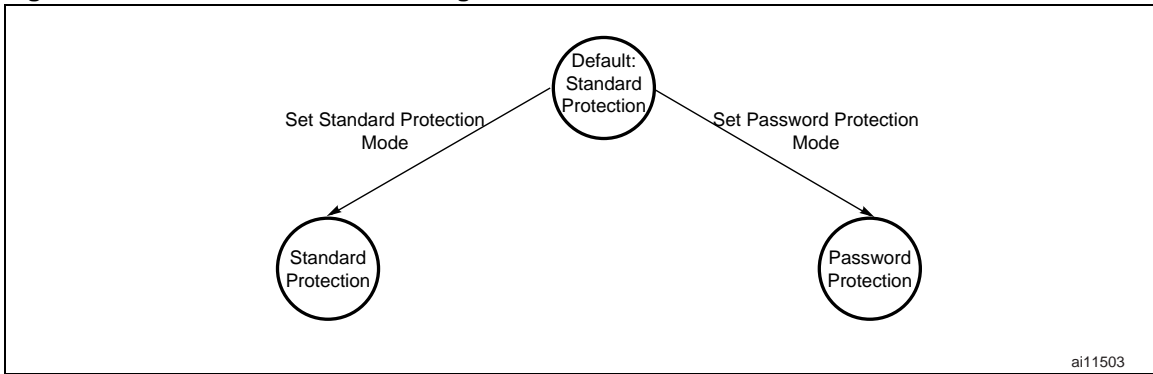 Default:
Standard
Protection
Set Standard Protection
Mode
Set Password Protection
Mode
Standard
Protection
Password
Protection
ai11503